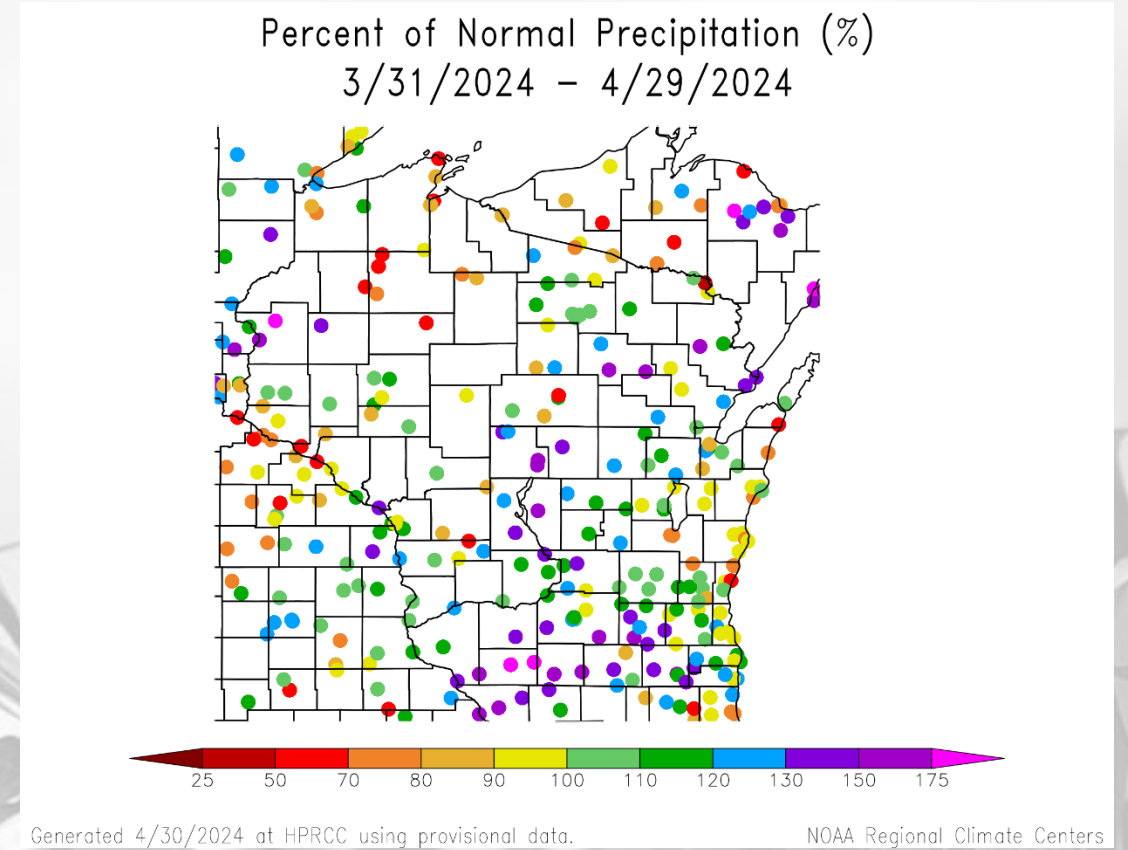 Percent of Normal Precipitation (%)
3/31/2024 – 4/29/2024
25 50 70 80 90 100 110 120 130 150 175
Generated 4/30/2024 at HPRCC using provisional data.
NOAA Regional Climate Centers